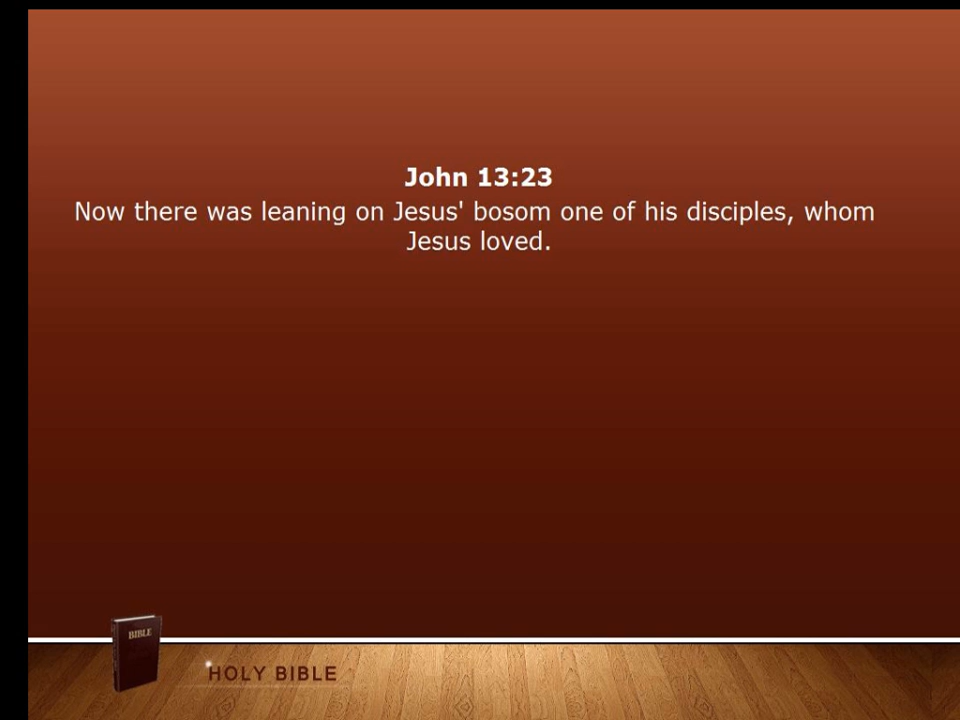 John 13:23
Now there was leaning on Jesus' bosom one of his disciples, whom
Jesus loved.
BIBLE
HOLY BIBLE